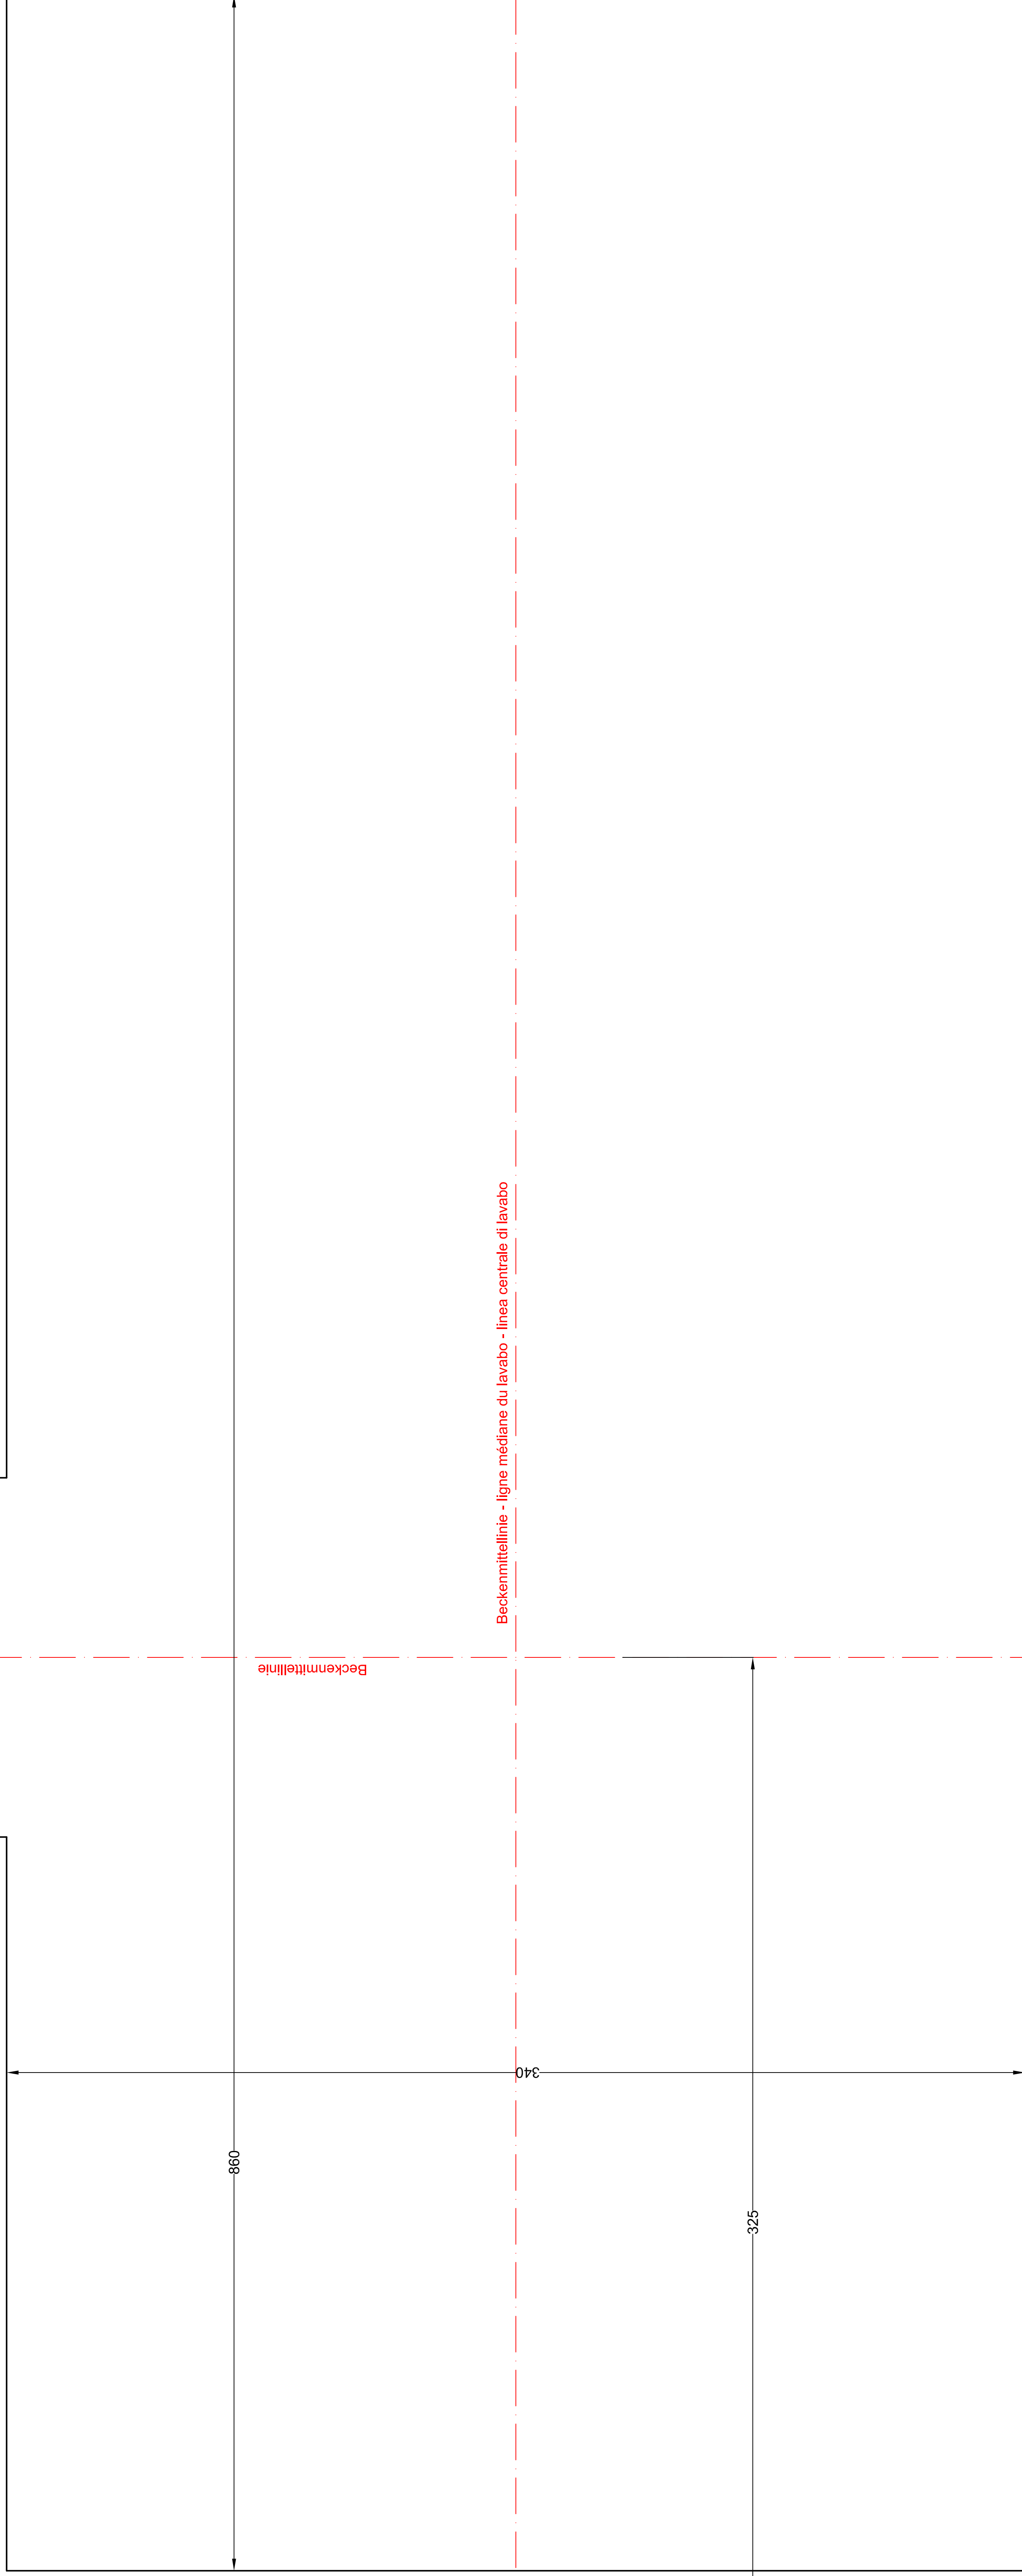 Beckenmittellinie - ligne médiane du lavabo - linea centrale di lavabo
Beckenmittellinie
340
860
325